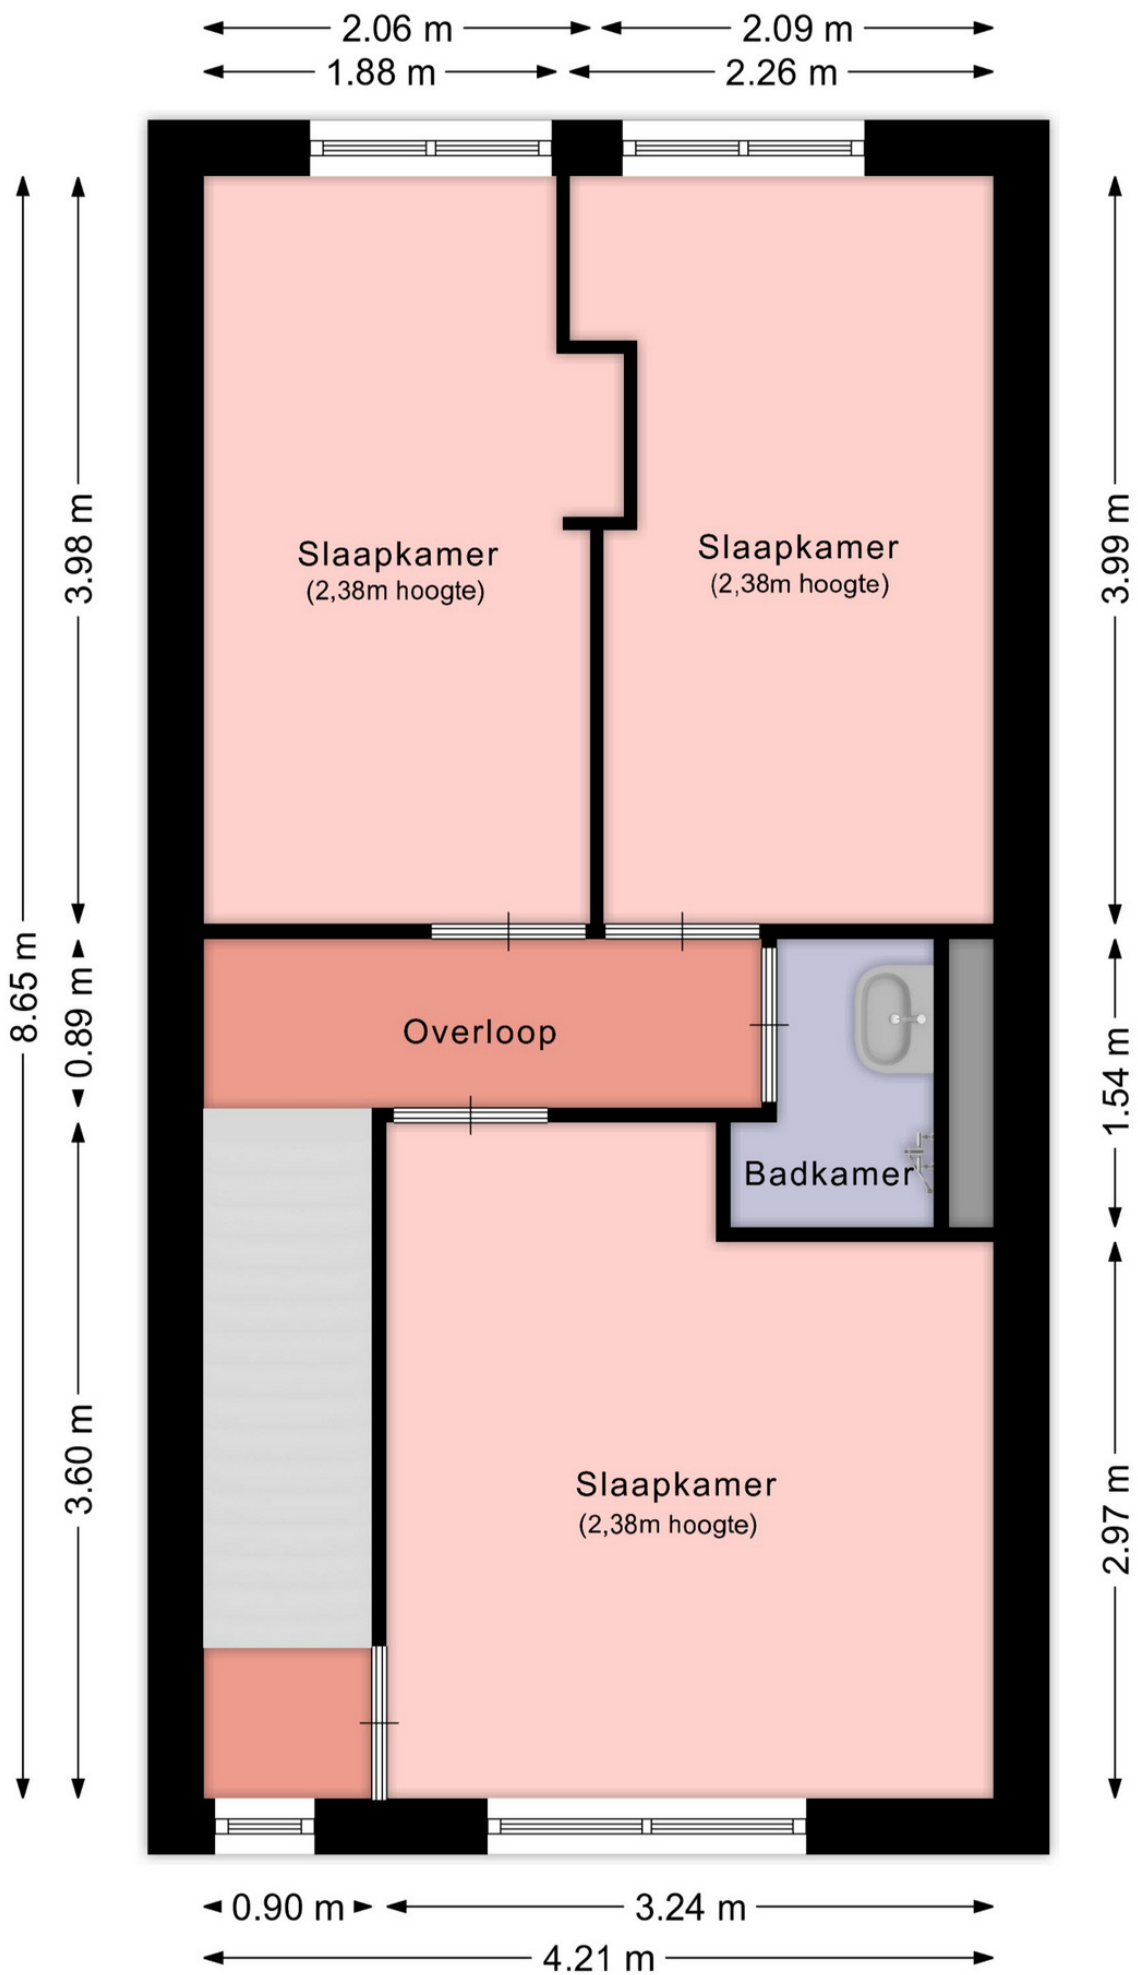 2.06 m
2.09 m
1.88 m
2.26 m
8.65 m
3.98 m
0.89 m
3.60 m
3.99 m
1.54 m
2.97 m
Slaapkamer
(2,38m hoogte)
Slaapkamer
(2,38m hoogte)
Overloop
Badkamer
Slaapkamer
(2,38m hoogte)
0.90 m
3.24 m
4.21 m